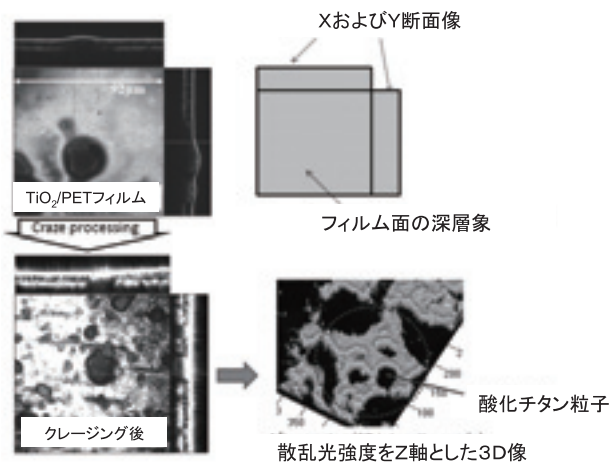 XおよびY断面像
TiO2/PETフィルム
フィルム面の深層象
Craze processing
クレージング後
酸化チタン粒子
散乱光強度をZ軸とした3D像
200
100